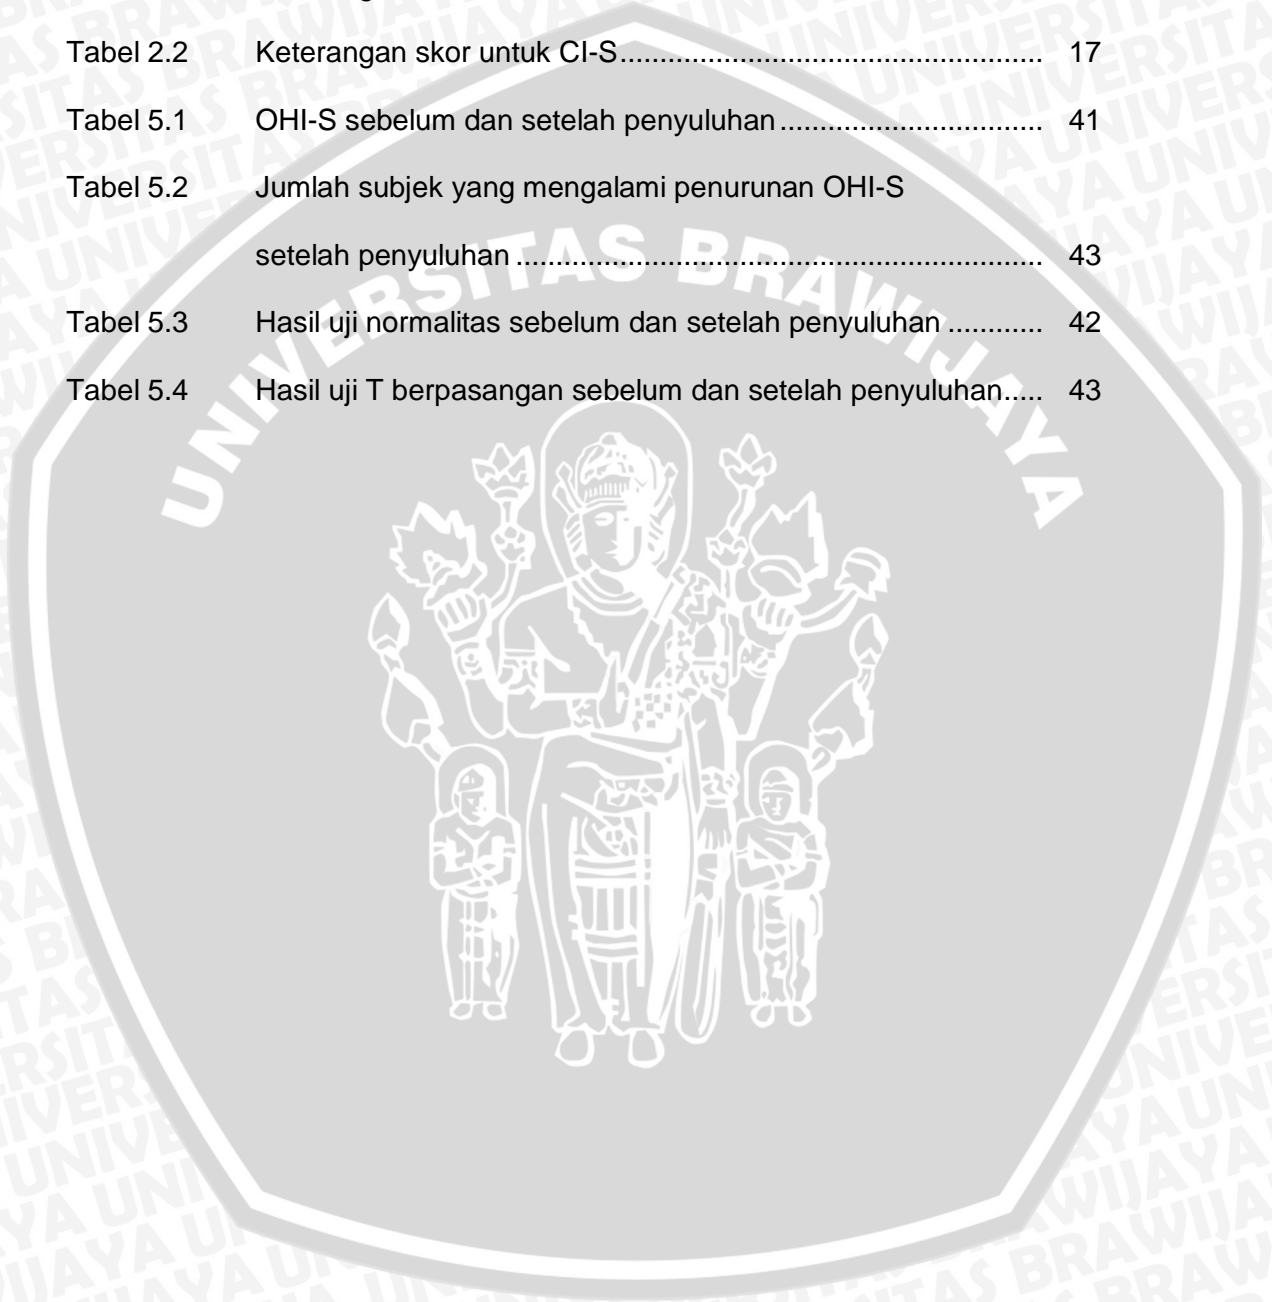 Tabel 2.2 Keterangan skor untuk CI-S..................................................... 17
Tabel 5.1 OHI-S sebelum dan setelah penyuluhan................................. 41
Tabel 5.2 Jumlah subjek yang mengalami penurunan OHI-S
setelah penyuluhan.................................................................. 43
Tabel 5.3 Hasil uji normalitas sebelum dan setelah penyuluhan............ 42
Tabel 5.4 Hasil uji T berpasangan sebelum dan setelah penyuluhan..... 43
UNIVERSITAS BRAWIJAYA